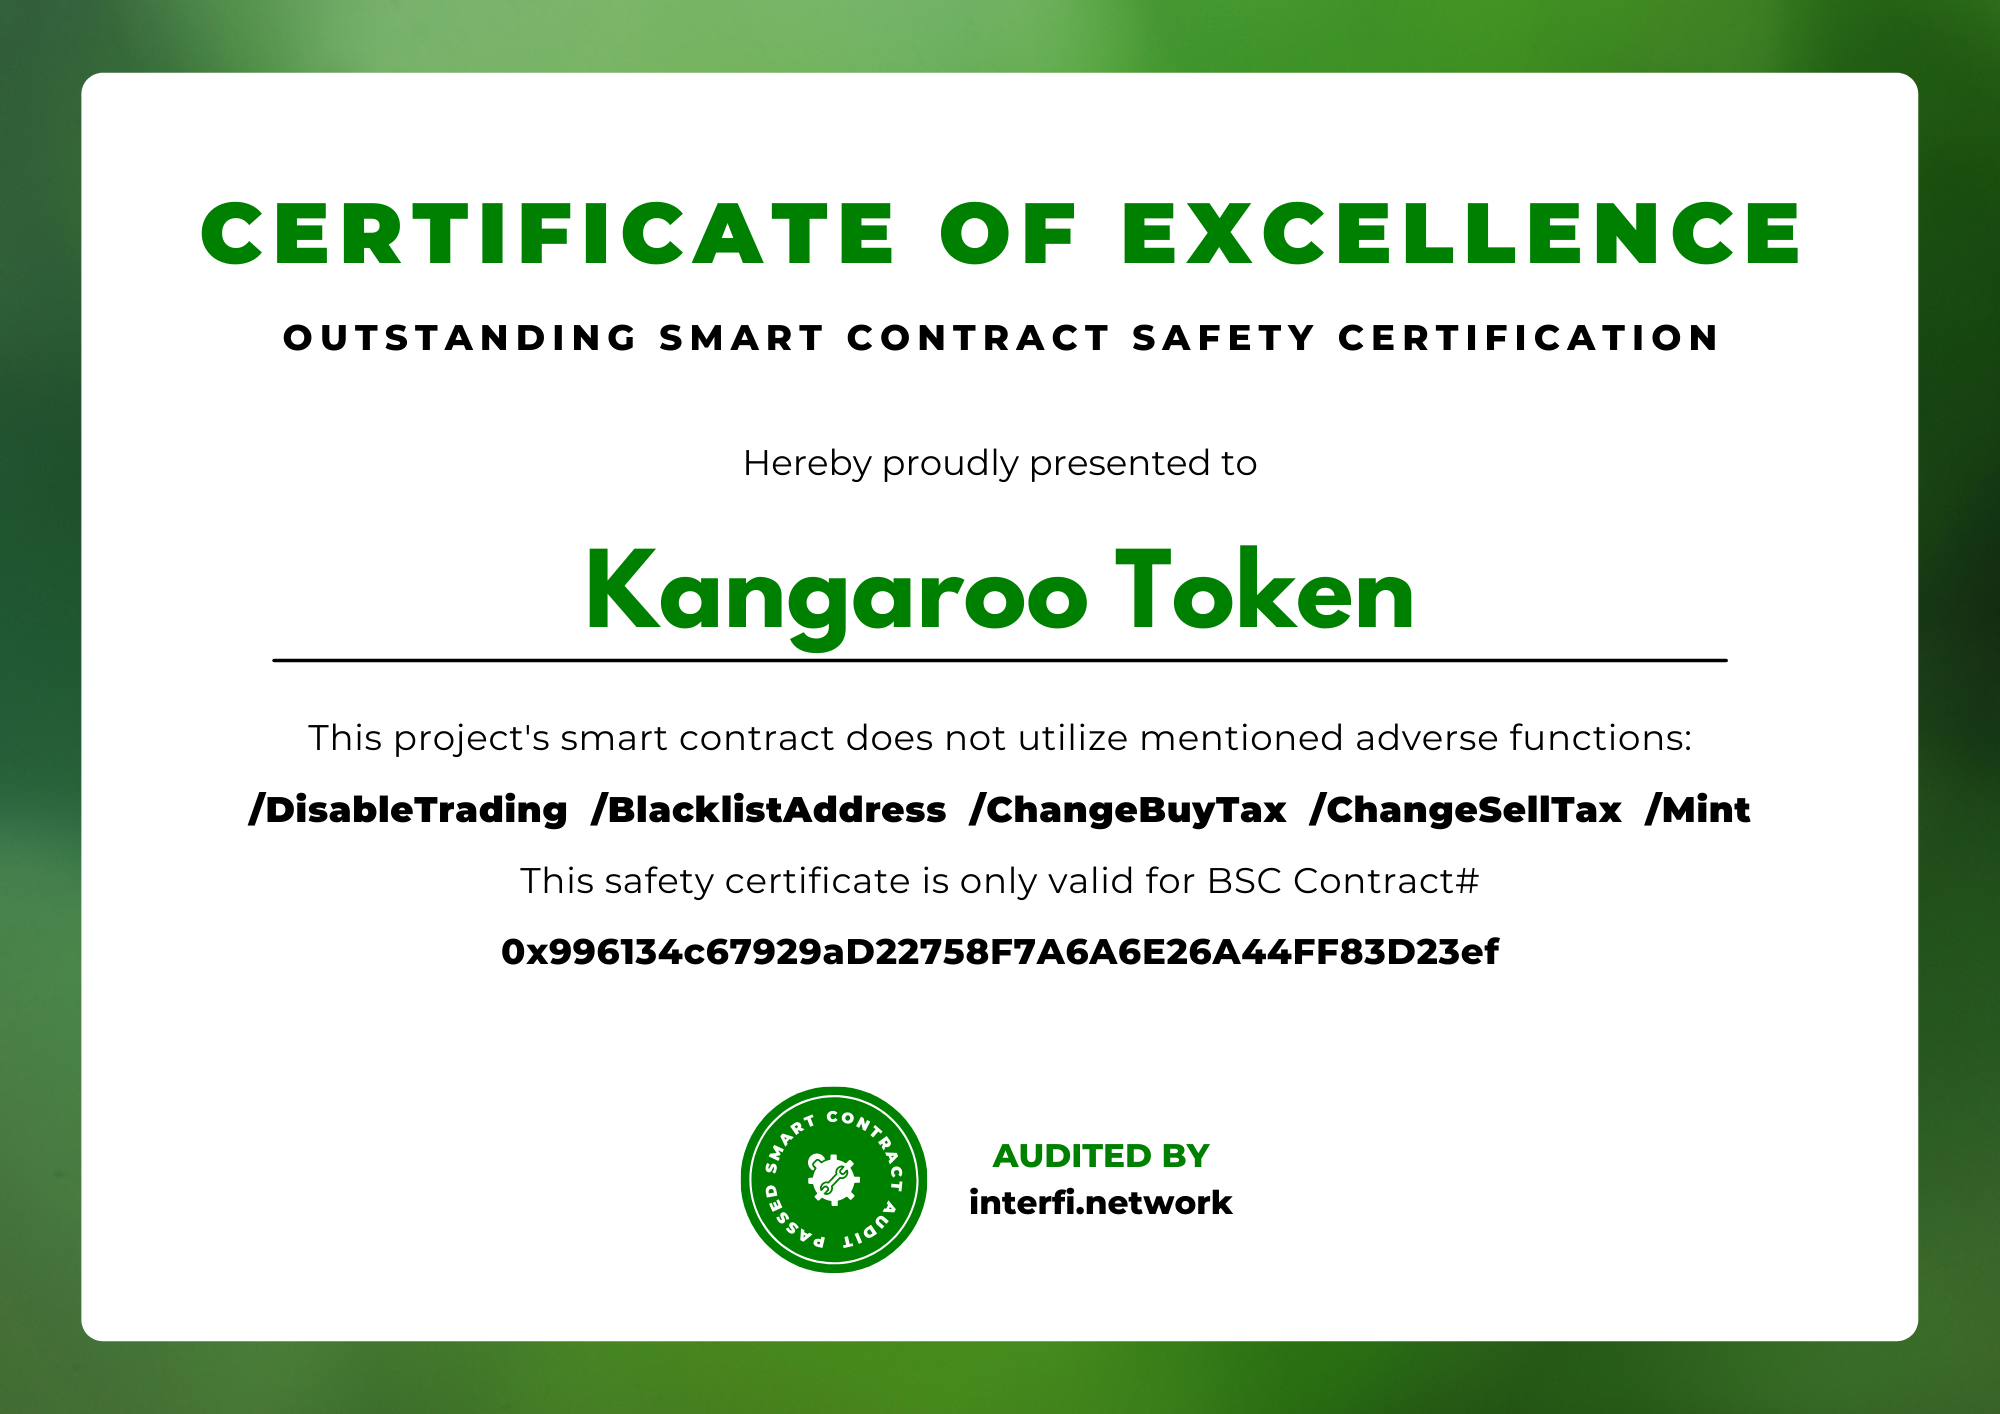 CERTIFICATE OF EXCELLENCE
OUTSTANDING SMART CONTRACT SAFETY CERTIFICATION
Hereby proudly presented to
Kangaroo Token
This project's smart contract does not utilize mentioned adverse functions:
/DisableTrading /BlacklistAddress /ChangeBuyTax /ChangeSellTax /Mint
This safety certificate is only valid for BSC Contract#
0x996134c67929aD22758F7A6A6E26A44FF83D23ef
PASSED SMART CONTRACT AUDIT
AUDITED BY
interfi.network